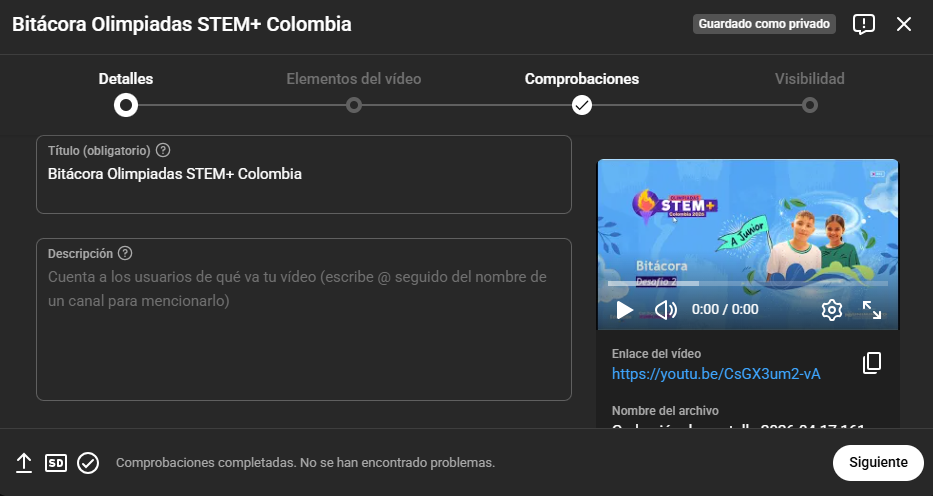 Bitácora Olimpiadas STEM+ Colombia
Guardado como privado
Detalles
Elementos del vídeo
Comprobaciones
Visibilidad
Título (obligatorio)
Bitácora Olimpiadas STEM+ Colombia
Descripción
Cuenta a los usuarios de qué va tu vídeo (escribe @ seguido del nombre de
un canal para mencionarlo)
OLIMPIADAS
STEM+
Colombia 2026
A Junior
Bitácora
Desafío 2
0:00 / 0:00
Enlace del vídeo
https://youtu.be/CsGX3um2-vA
Nombre del archivo
SD
Comprobaciones completadas. No se han encontrado problemas.
Siguiente